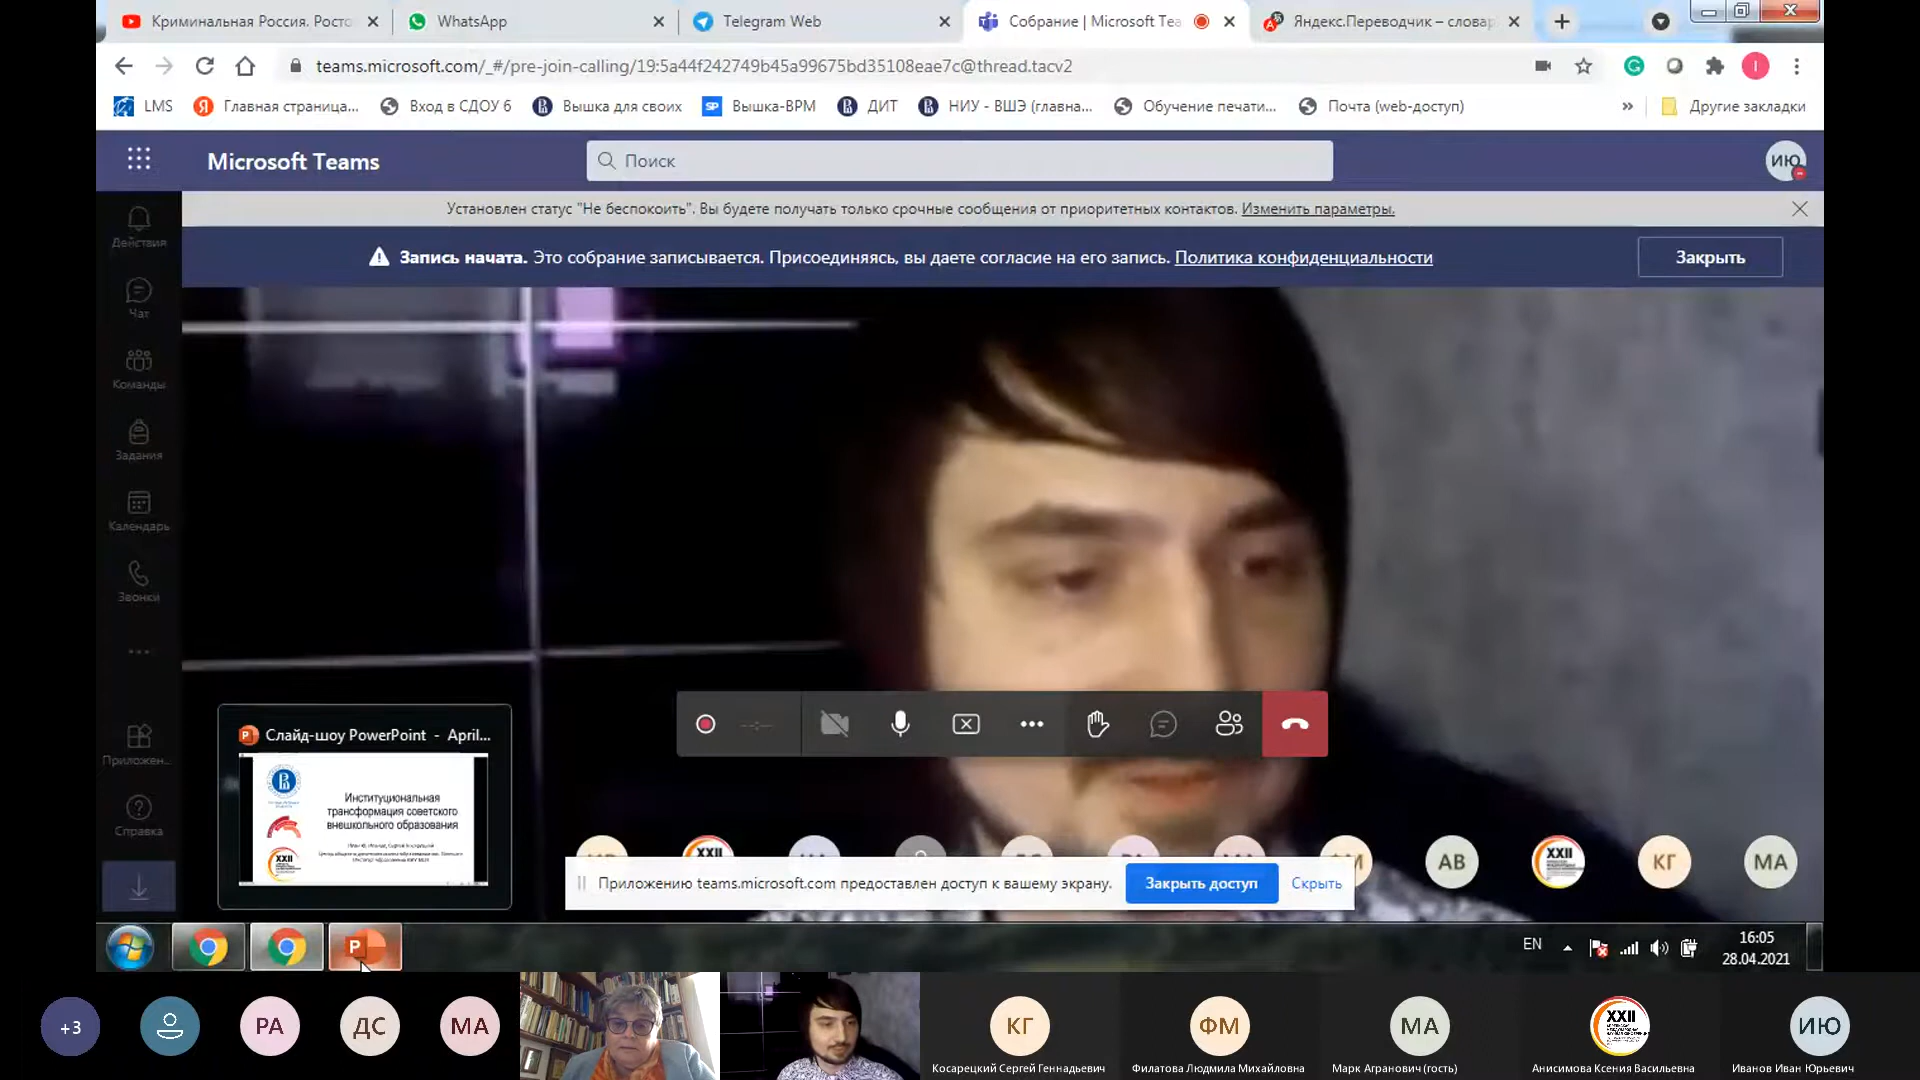 Криминальная Россия. Росто
WhatsApp
Telegram Web
Собрание | Microsoft Tea
Яндекс.Переводчик – словар
teams.microsoft.com/_#/pre-join-calling/19:5a44f242749b45a99675bd35108eae7c@thread.tacv2
I
LMS
Главная страница...
Вход в СДОУ 6
Вышка для своих
Вышка-BPM
ДИТ
НИУ - ВШЭ (главна...
Обучение печати...
Почта (web-доступ)
»
Другие закладки
Microsoft Teams
Поиск
ИЮ
Установлен статус "Не беспокоить". Вы будете получать только срочные сообщения от приоритетных контактов. Изменить параметры.
Запись начата. Это собрание записывается. Присоединяясь, вы даете согласие на его запись. Политика конфиденциальности
Закрыть
Действия
Чат
Команды
Задания
Календарь
Звонки
Приложен...
Справка
Слайд-шоу PowerPoint - April...
Институциональная
трансформация советского
внешкольного образования
XXII
XXII
АВ
XXII
КГ
МА
Приложению teams.microsoft.com предоставлен доступ к вашему экрану.
Закрыть доступ
Скрыть
EN
16:05
28.04.2021
+3
РА
ДС
МА
КГ
Косарецкий Сергей Геннадьевич
ФМ
Филатова Людмила Михайловна
МА
Марк Агранович (гость)
XXII
Анисимова Ксения Васильевна
ИЮ
Иванов Иван Юрьевич